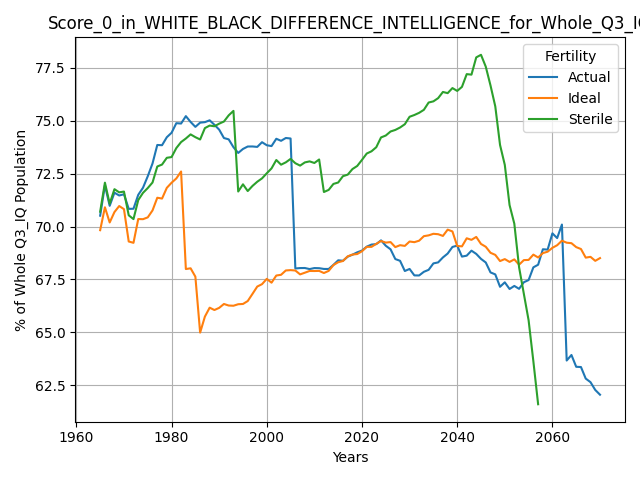 Score_0_in_WHITE_BLACK_DIFFERENCE_INTELLIGENCE_for_Whole_Q3_IQ
Fertility
Actual
Ideal
Sterile
% of Whole Q3_IQ Population
77.5
75.0
72.5
70.0
67.5
65.0
62.5
1960
1980
2000
2020
2040
2060
Years